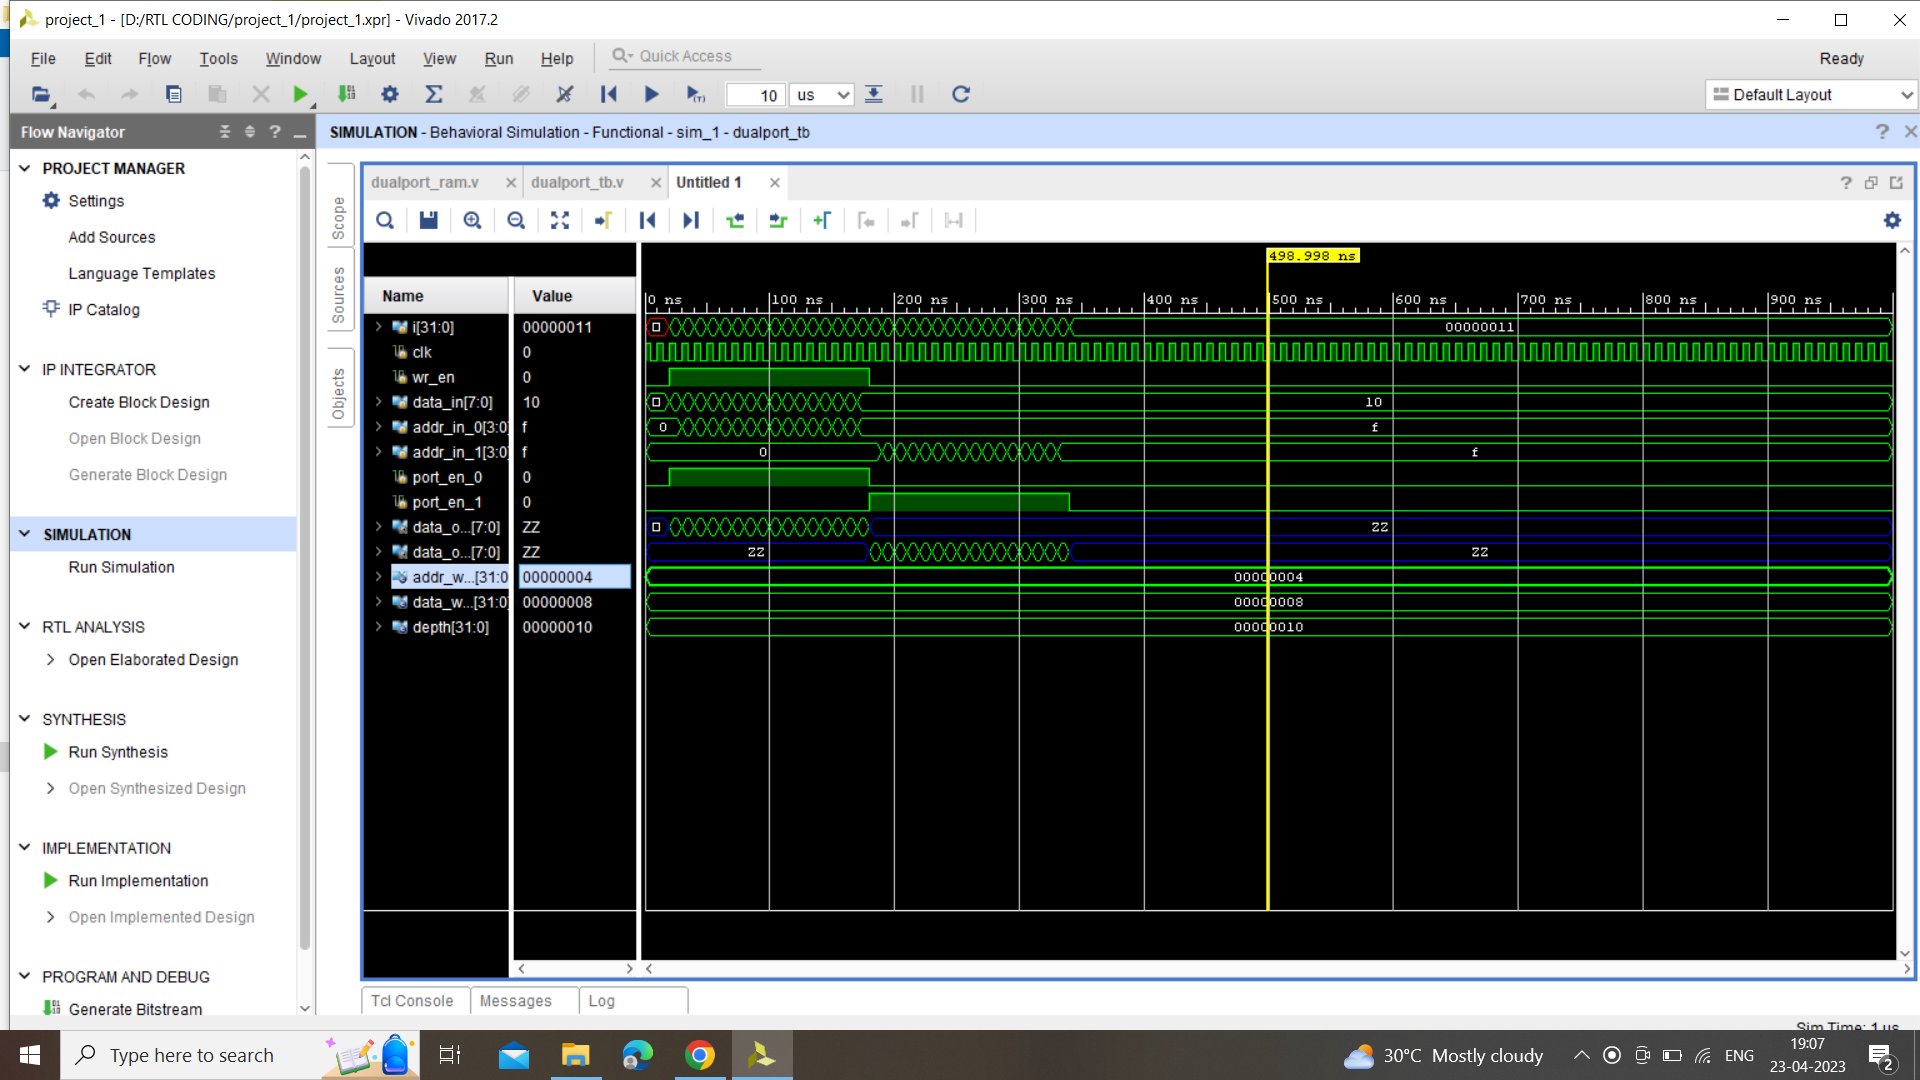 project_1 - [D:/RTL CODING/project_1/project_1.xpr] - Vivado 2017.2
File Edit Flow Tools Window Layout View Run Help Quick Access Ready
10 us Default Layout
Flow Navigator
SIMULATION - Behavioral Simulation - Functional - sim_1 - dualport_tb
PROJECT MANAGER
Settings
Add Sources
Language Templates
IP Catalog
IP INTEGRATOR
Create Block Design
Open Block Design
Generate Block Design
SIMULATION
Run Simulation
RTL ANALYSIS
Open Elaborated Design
SYNTHESIS
Run Synthesis
Open Synthesized Design
IMPLEMENTATION
Run Implementation
Open Implemented Design
PROGRAM AND DEBUG
Generate Bitstream
Scope
Sources
Objects
dualport_ram.v dualport_tb.v Untitled 1
498.998 ns
Name Value
0 ns 100 ns 200 ns 300 ns 400 ns 500 ns 600 ns 700 ns 800 ns 900 ns
i[31:0] 00000011 00000011
clk 0
wr_en 0
data_in[7:0] 10 10
addr_in_0[3:0] f 0 f
addr_in_1[3:0] f 0 f
port_en_0 0
port_en_1 0
data_o...[7:0] ZZ ZZ
data_o...[7:0] ZZ ZZ ZZ
addr_w...[31:0 00000004 00000004
data_w...[31:0] 00000008 00000008
depth[31:0] 00000010 00000010
Tcl Console Messages Log
Sim Time: 1 us
Type here to search
30°C Mostly cloudy
ENG
19:07
23-04-2023
2